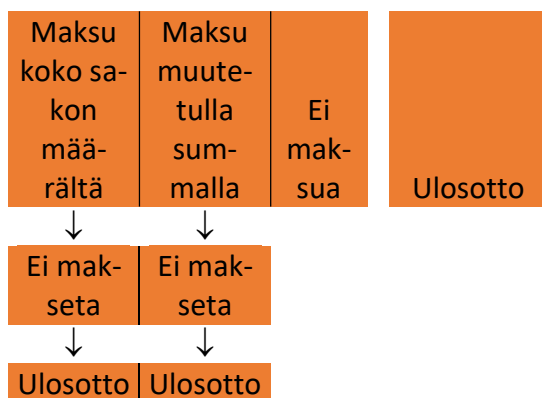 Maksu
koko sa-
kon
mää-
rältä
Maksu
muute-
tulla
sum-
malla
Ei
mak-
sua
Ulosotto
↓
↓
Ei mak-
seta
Ei mak-
seta
↓
↓
Ulosotto
Ulosotto